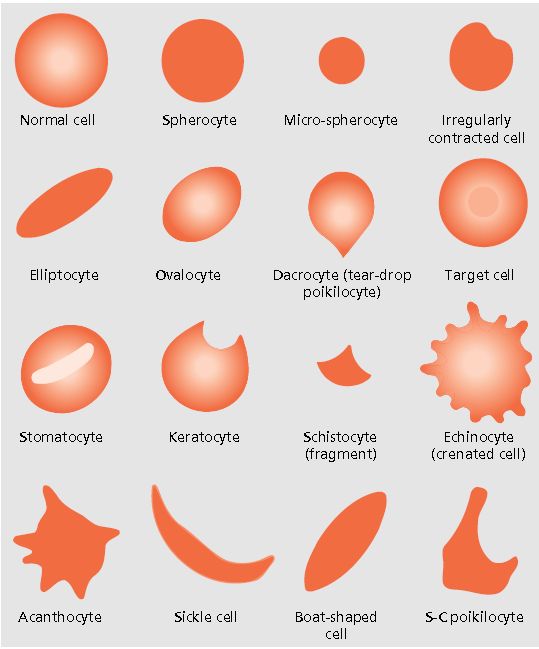 Normal cell
Spherocyte
Micro-spherocyte
Irregularly
contracted cell
Elliptocyte
Ovalocyte
Dacrocyte (tear-drop
poikilocyte)
Target cell
Stomatocyte
Keratocyte
Schistocyte
(fragment)
Echinocyte
(crenated cell)
Acanthocyte
Sickle cell
Boat-shaped
cell
S-C poikilocyte